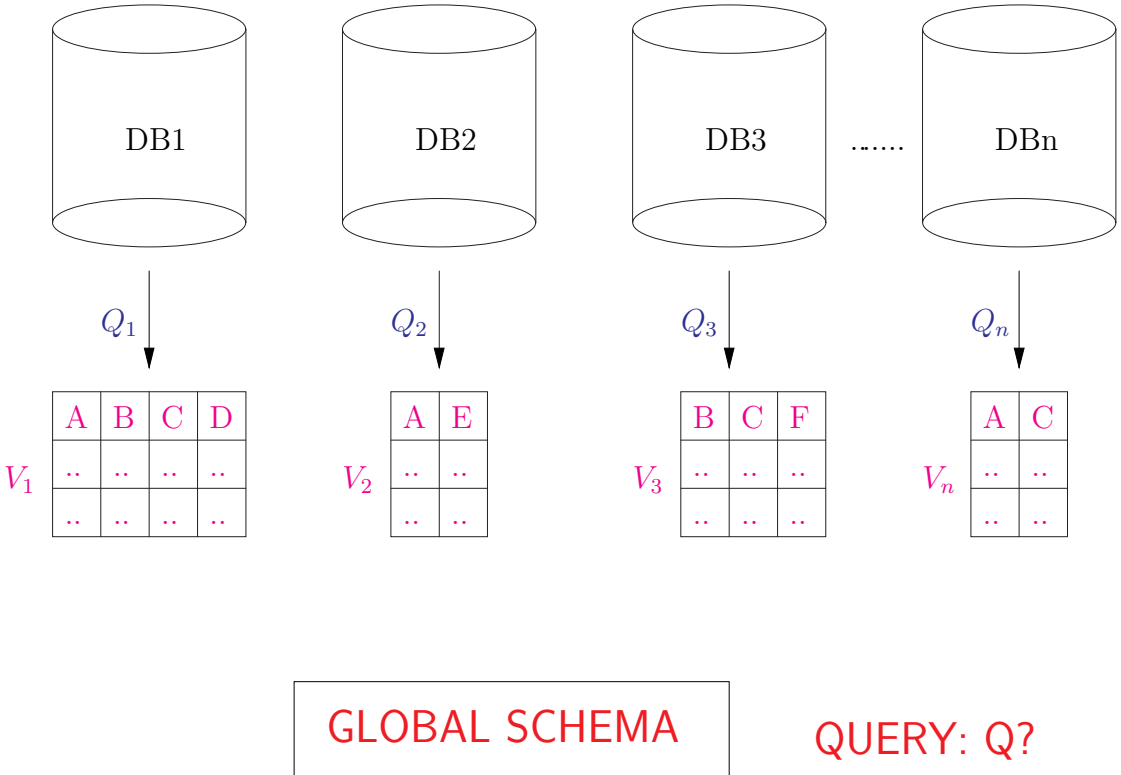 DB1 DB2 DB3 ....... DBn
Q₁ Q₂ Q₃ Qₙ
A B C D A E B C F A C
V₁ .. .. .. .. V₂ .. .. V₃ .. .. .. Vₙ .. ..
.. .. .. .. .. .. .. .. .. .. ..
GLOBAL SCHEMA QUERY: Q?